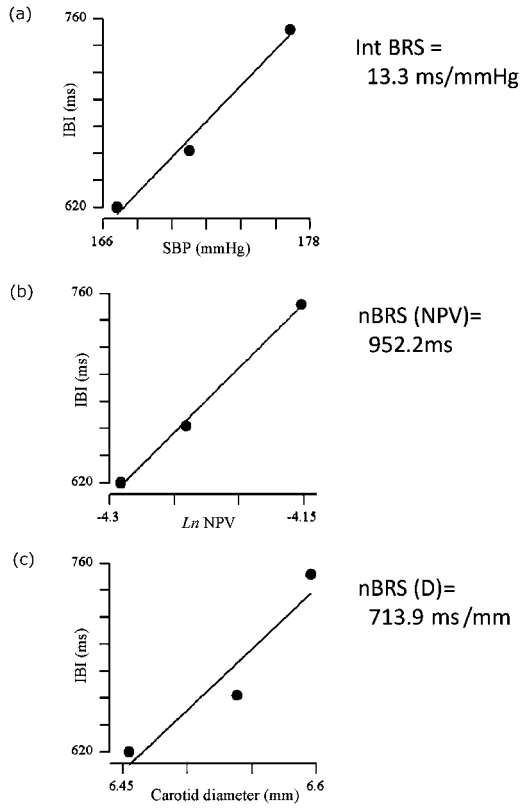 (a)
760
IBI (ms)
620
166
178
SBP (mmHg)
Int BRS =
13.3 ms/mmHg
(b)
760
IBI (ms)
620
-4.3
-4.15
Ln NPV
nBRS (NPV)=
952.2ms
(c)
760
IBI (ms)
620
6.45
6.6
Carotid diameter (mm)
nBRS (D)=
713.9 ms/mm